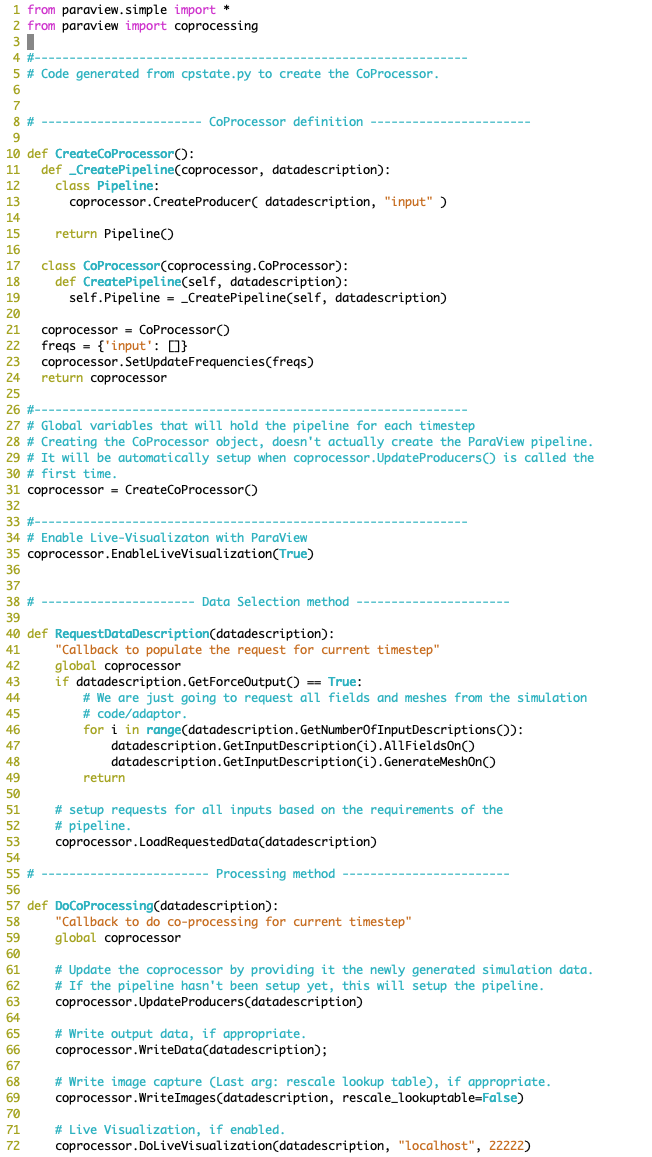 1 from paraview.simple import *
2 from paraview import coprocessing
3
4 #--------------------------------------------------------------
5 # Code generated from cpstate.py to create the CoProcessor.
6
7
8 # ----------------------- CoProcessor definition -----------------------
9
10 def CreateCoProcessor():
11   def _CreatePipeline(coprocessor, datadescription):
12     class Pipeline:
13       coprocessor.CreateProducer( datadescription, "input" )
14
15     return Pipeline()
16
17   class CoProcessor(coprocessing.CoProcessor):
18     def CreatePipeline(self, datadescription):
19       self.Pipeline = _CreatePipeline(self, datadescription)
20
21   coprocessor = CoProcessor()
22   freqs = {'input': []}
23   coprocessor.SetUpdateFrequencies(freqs)
24   return coprocessor
25
26 #--------------------------------------------------------------
27 # Global variables that will hold the pipeline for each timestep
28 # Creating the CoProcessor object, doesn't actually create the ParaView pipeline.
29 # It will be automatically setup when coprocessor.UpdateProducers() is called the
30 # first time.
31 coprocessor = CreateCoProcessor()
32
33 #--------------------------------------------------------------
34 # Enable Live-Visualizaton with ParaView
35 coprocessor.EnableLiveVisualization(True)
36
37
38 # ---------------------- Data Selection method ----------------------
39
40 def RequestDataDescription(datadescription):
41     "Callback to populate the request for current timestep"
42     global coprocessor
43     if datadescription.GetForceOutput() == True:
44         # We are just going to request all fields and meshes from the simulation
45         # code/adaptor.
46         for i in range(datadescription.GetNumberOfInputDescriptions()):
47             datadescription.GetInputDescription(i).AllFieldsOn()
48             datadescription.GetInputDescription(i).GenerateMeshOn()
49         return
50
51     # setup requests for all inputs based on the requirements of the
52     # pipeline.
53     coprocessor.LoadRequestedData(datadescription)
54
55 # ------------------------ Processing method ------------------------
56
57 def DoCoProcessing(datadescription):
58     "Callback to do co-processing for current timestep"
59     global coprocessor
60
61     # Update the coprocessor by providing it the newly generated simulation data.
62     # If the pipeline hasn't been setup yet, this will setup the pipeline.
63     coprocessor.UpdateProducers(datadescription)
64
65     # Write output data, if appropriate.
66     coprocessor.WriteData(datadescription);
67
68     # Write image capture (Last arg: rescale lookup table), if appropriate.
69     coprocessor.WriteImages(datadescription, rescale_lookuptable=False)
70
71     # Live Visualization, if enabled.
72     coprocessor.DoLiveVisualization(datadescription, "localhost", 22222)